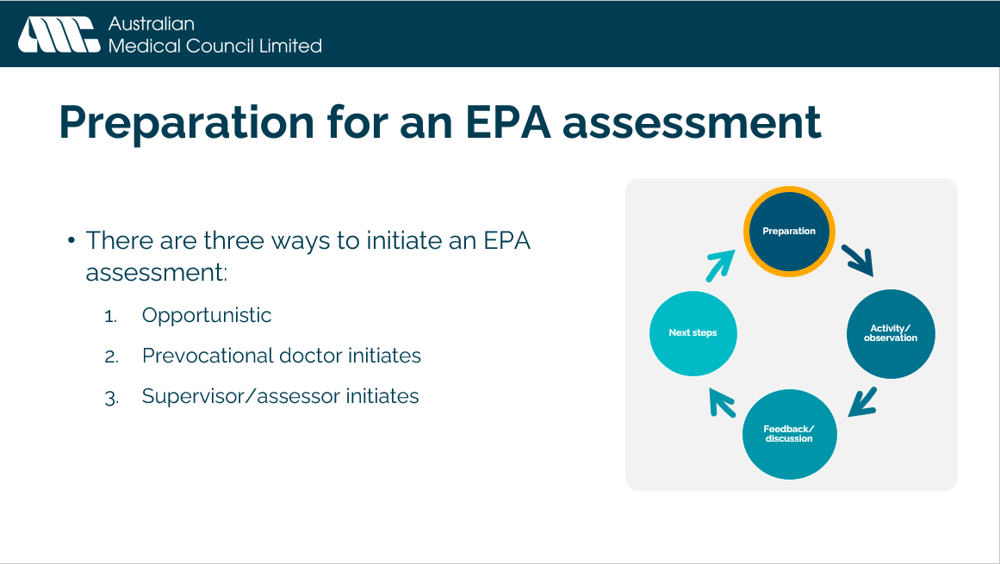 Australian
Medical Council Limited
Preparation for an EPA assessment
• There are three ways to initiate an EPA
assessment:
1. Opportunistic
2. Prevocational doctor initiates
3. Supervisor/assessor initiates
Preparation
Activity/
observation
Feedback/
discussion
Next steps